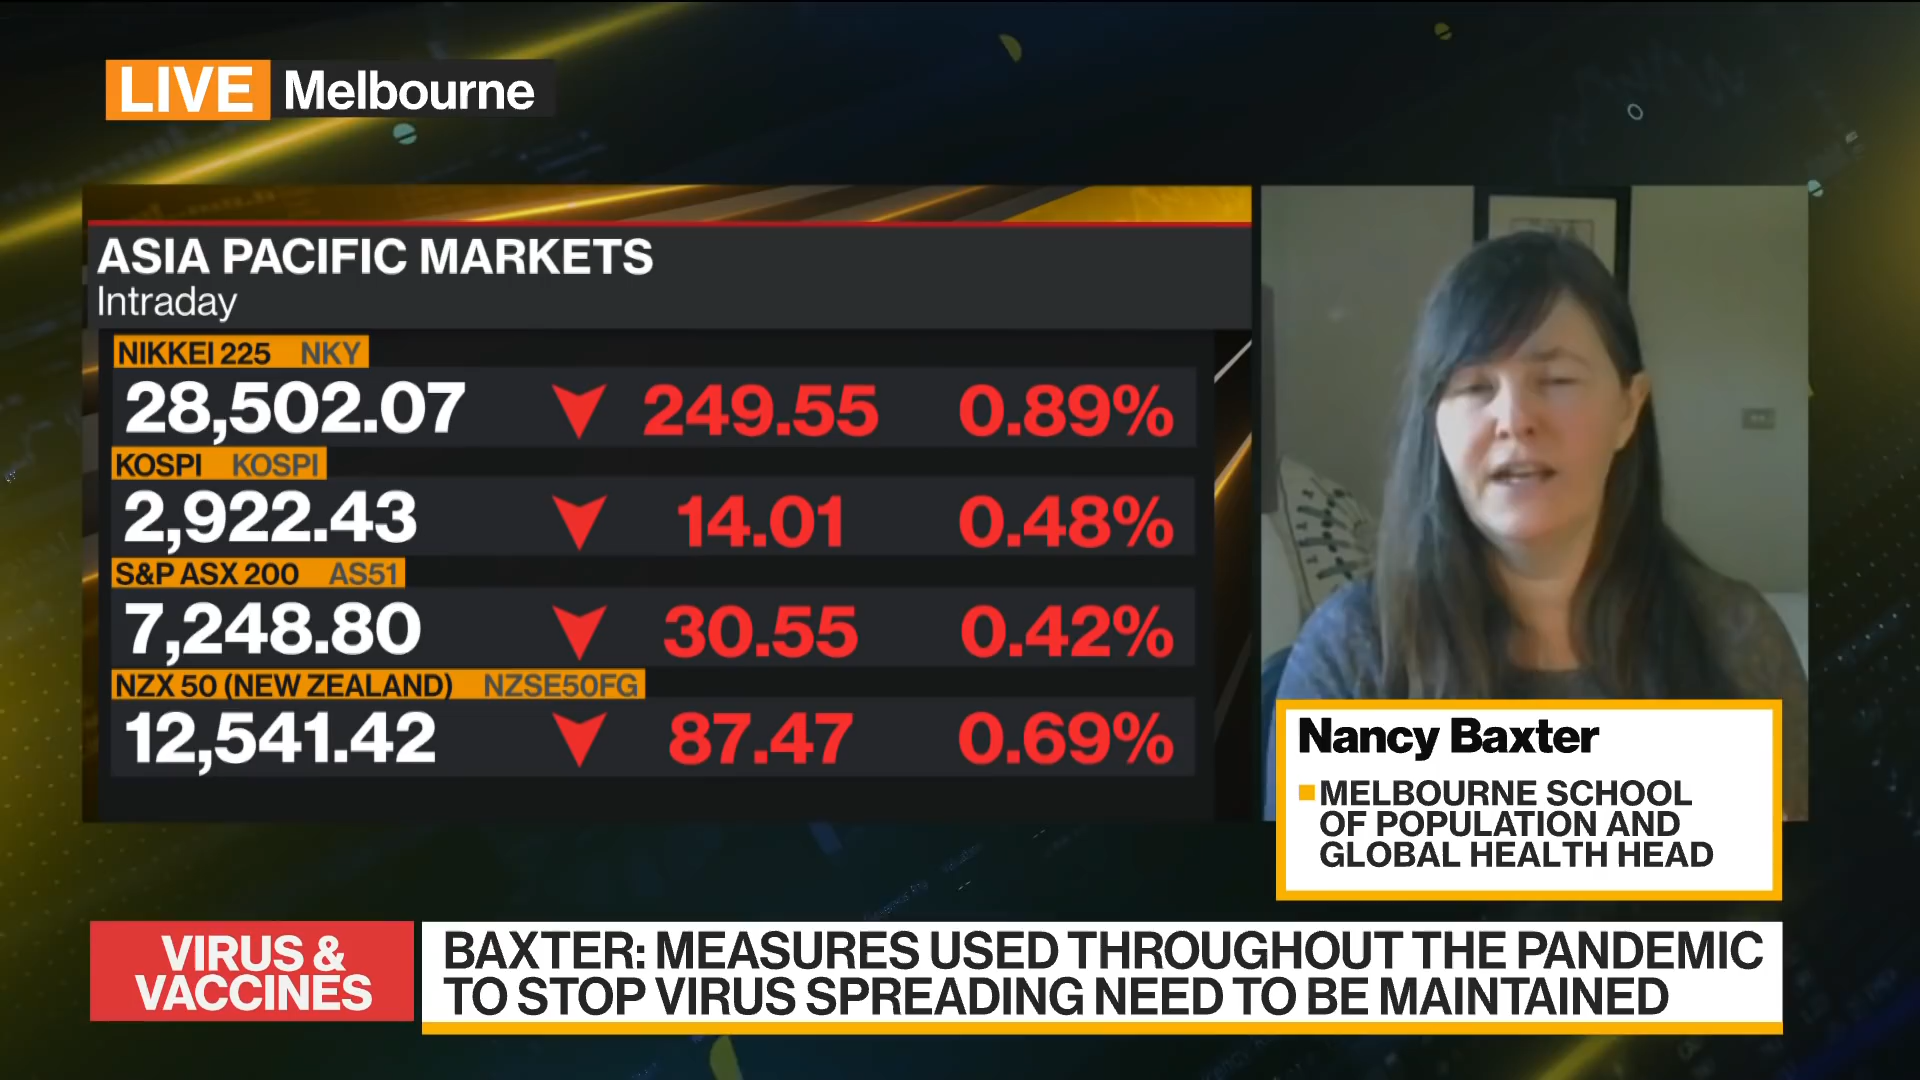 LIVE Melbourne
ASIA PACIFIC MARKETS
Intraday
NIKKEI 225 NKY
28,502.07 249.55 0.89%
KOSPI KOSPI
2,922.43 14.01 0.48%
S&P ASX 200 AS51
7,248.80 30.55 0.42%
NZX 50 (NEW ZEALAND) NZSE50FG
12,541.42 87.47 0.69%
Nancy Baxter
MELBOURNE SCHOOL
OF POPULATION AND
GLOBAL HEALTH HEAD
VIRUS &
VACCINES
BAXTER: MEASURES USED THROUGHOUT THE PANDEMIC
TO STOP VIRUS SPREADING NEED TO BE MAINTAINED